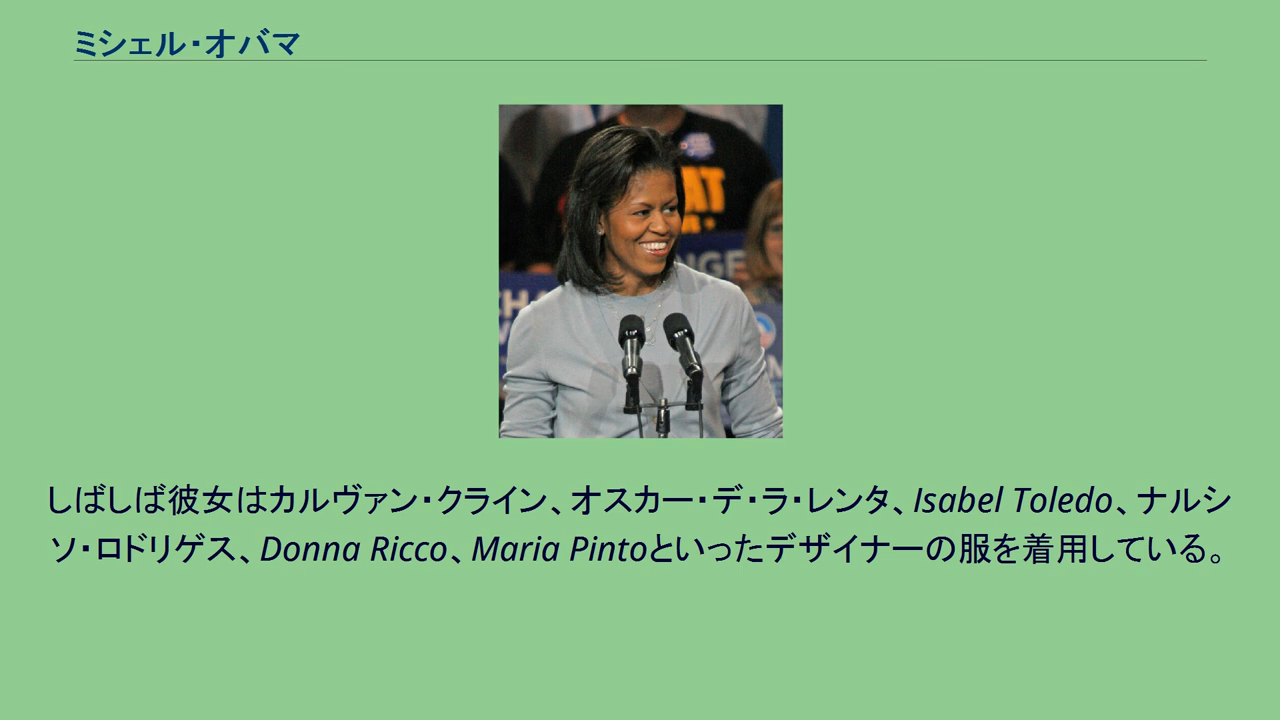 ミシェル・オバマ
AT
NGE
CHA
しばしば彼女はカルヴァン・クライン、オスカー・デ・ラ・レンタ、Isabel Toledo、ナルシ
ソ・ロドリゲス、Donna Ricco、Maria Pintoといったデザイナーの服を着用している。